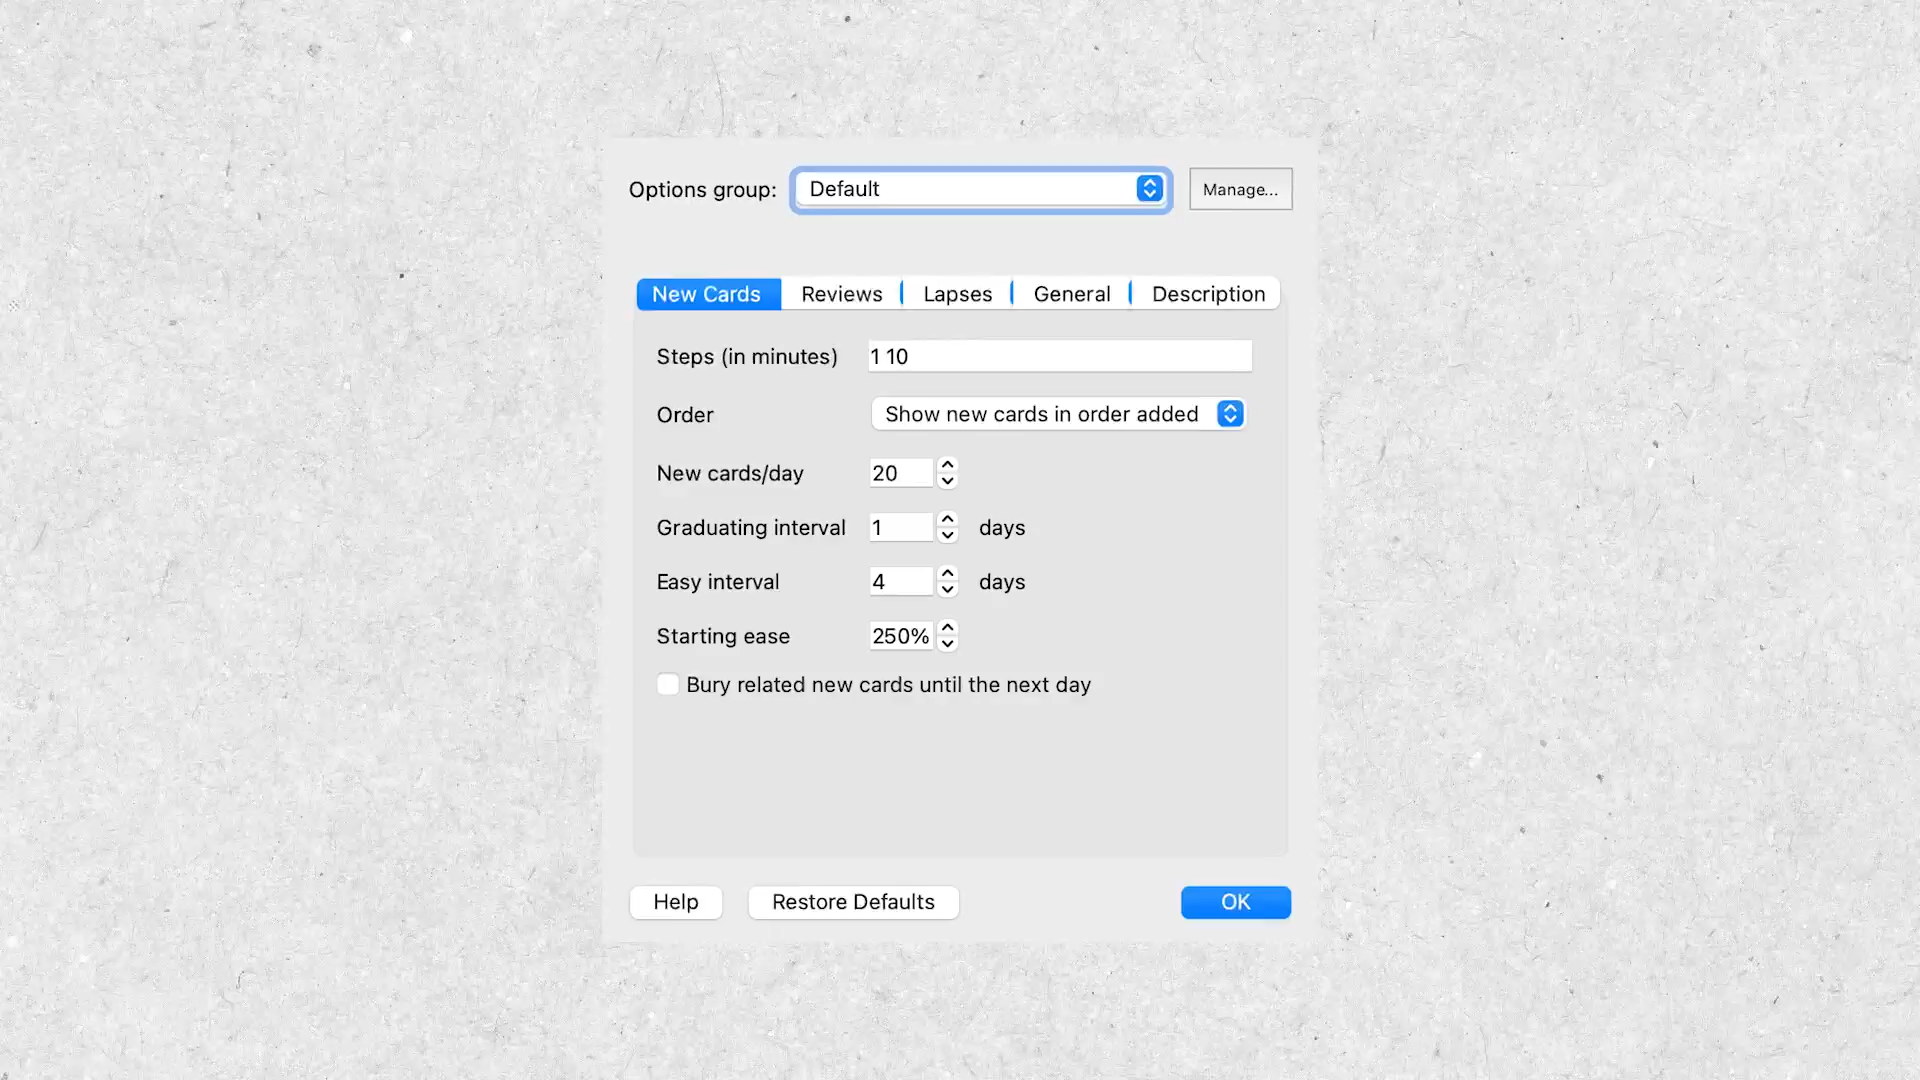 Options group: Default Manage...
New Cards Reviews Lapses General Description
Steps (in minutes) 1 10
Order Show new cards in order added
New cards/day 20
Graduating interval 1 days
Easy interval 4 days
Starting ease 250%
Bury related new cards until the next day
Help Restore Defaults OK